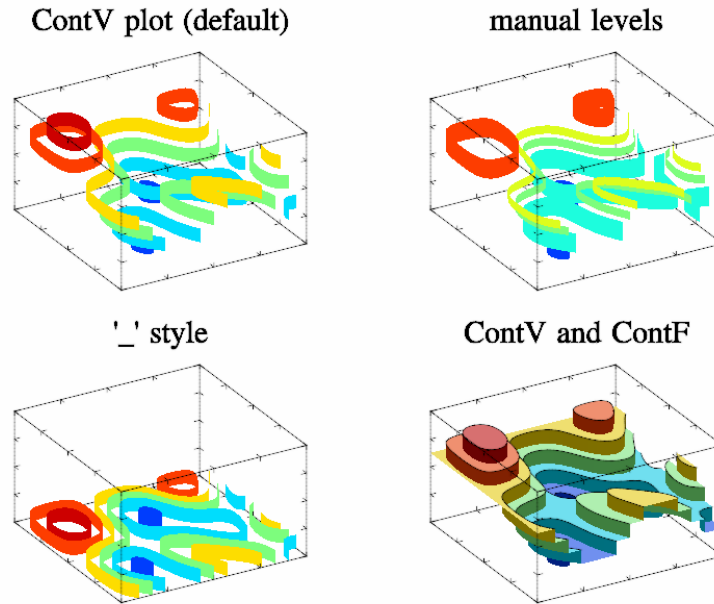 ContV plot (default)
manual levels
'_' style
ContV and ContF